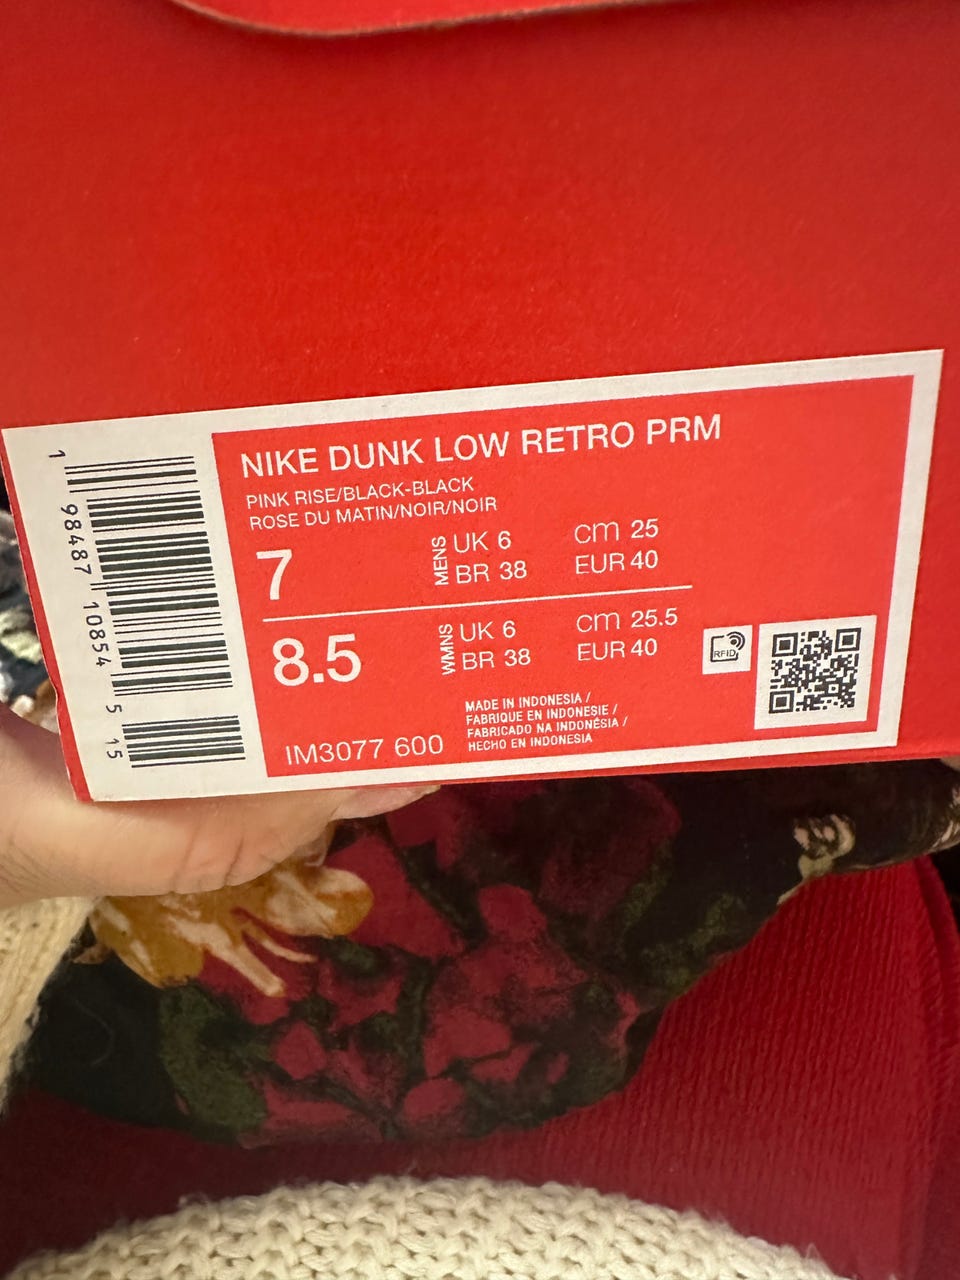 NIKE DUNK LOW RETRO PRM
PINK RISE/BLACK-BLACK
ROSE DU MATIN/NOIR/NOIR
7 MENS UK 6 CM 25
BR 38 EUR 40
8.5 WMNS UK 6 CM 25.5
BR 38 EUR 40
RFID
IM3077 600
MADE IN INDONESIA /
FABRIQUE EN INDONESIE /
FABRICADO NA INDONÉSIA /
HECHO EN INDONESIA
1 98487 10854 5 15